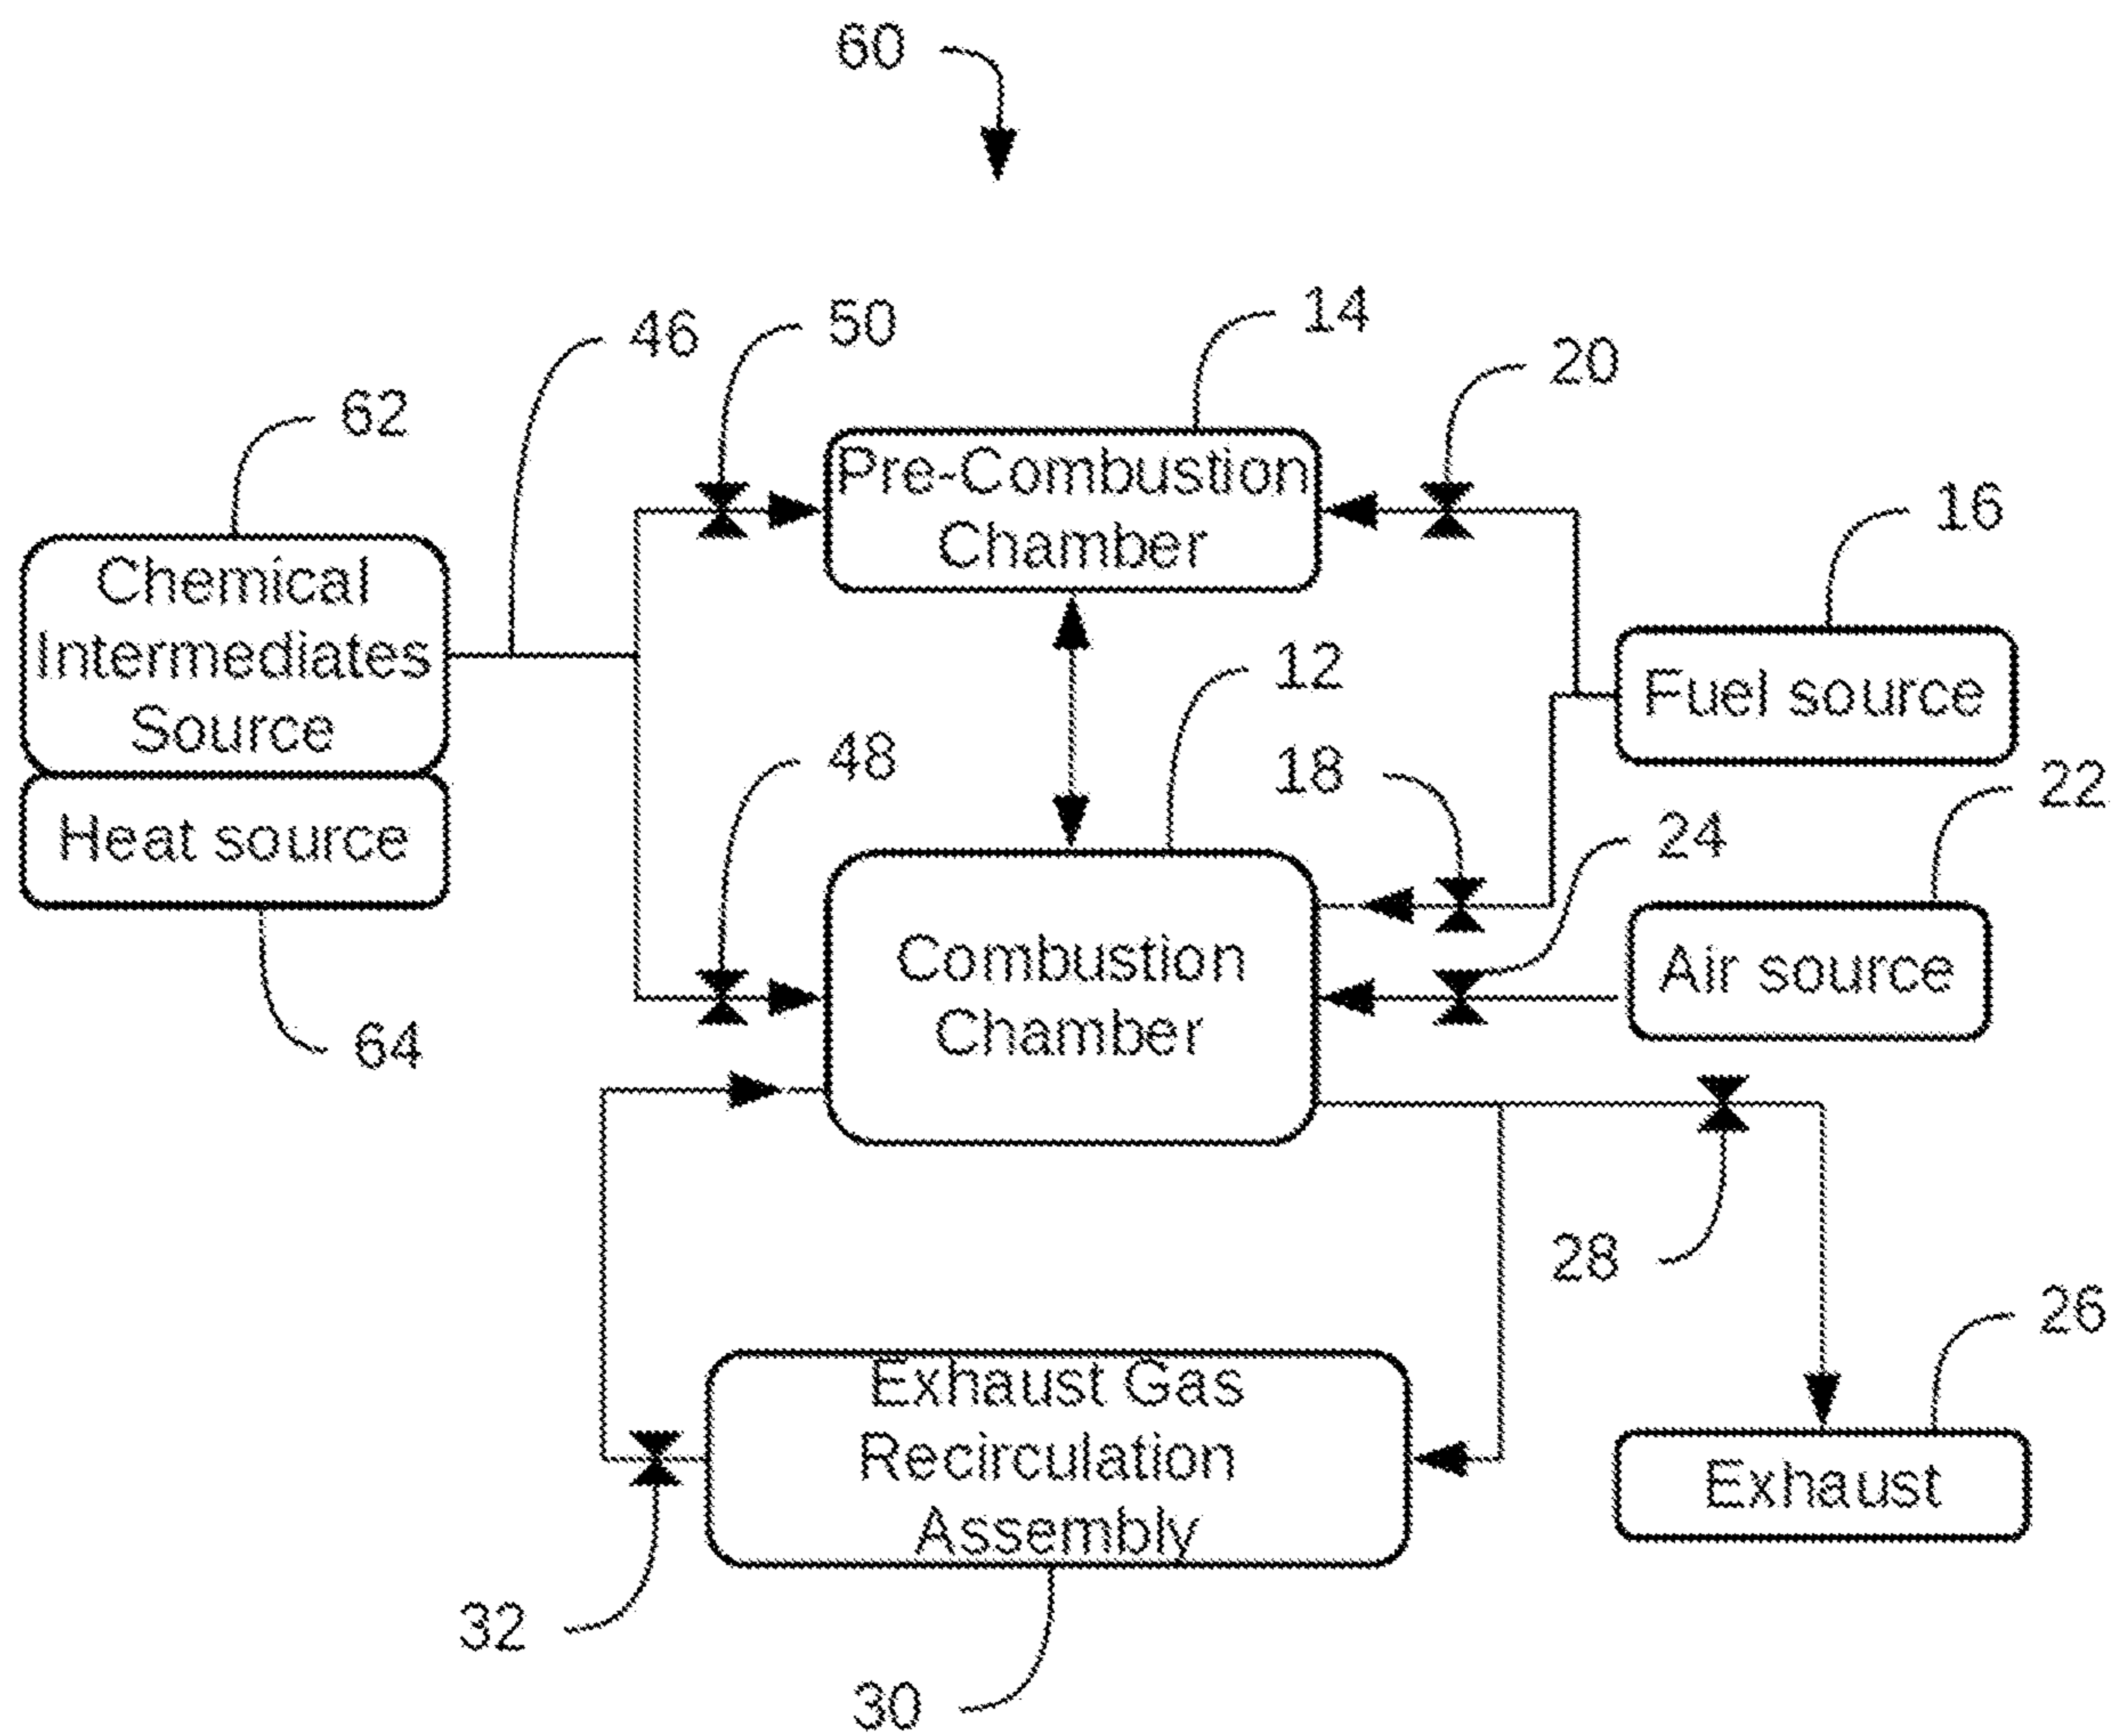 60
46
50
14
20
62
16
Pre-Combustion
Chamber
Chemical
Intermediates
Source
Fuel source
12
48
18
22
24
Heat source
Air source
Combustion
Chamber
64
28
26
Exhaust Gas
Recirculation
Assembly
Exhaust
32
30